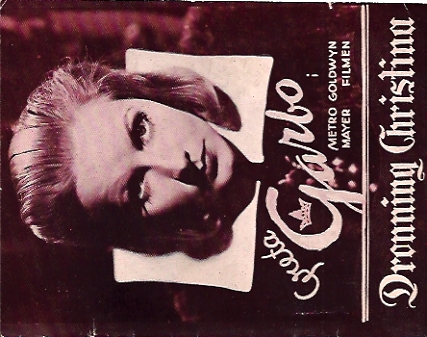 Greta
Garbo
i
METRO GOLDWYN
MAYER FILMEN
Dronning Christina